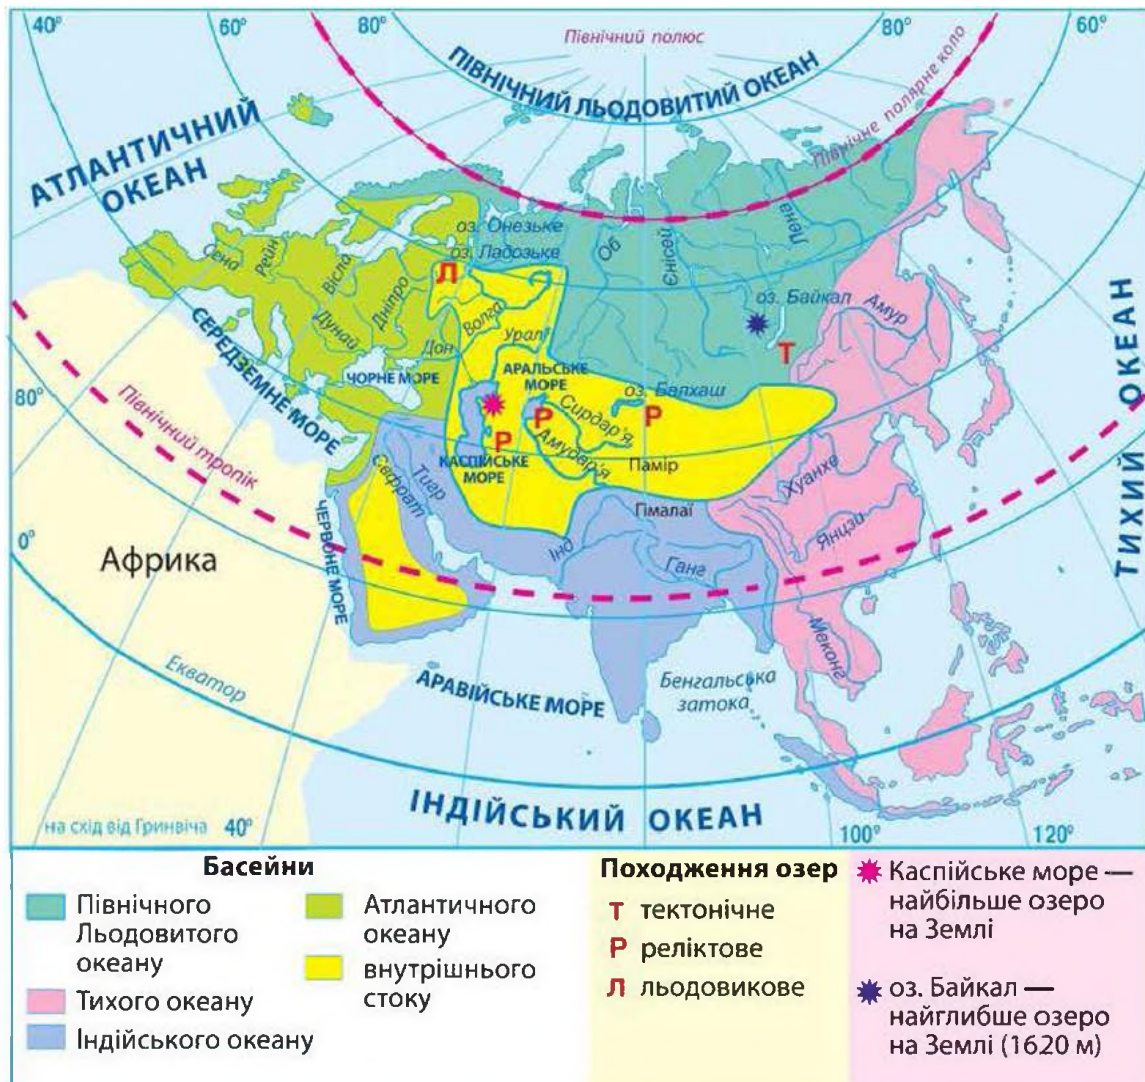 40°
60°
80°
80°
60°
Північний полюс
ПІВНІЧНИЙ ЛЬОДОВИТИЙ ОКЕАН
Північне полярне коло
АТЛАНТИЧНИЙ
ОКЕАН
оз. Онезьке
оз. Ладозьке
Л
Об
Єнісей
Лена
Сена
Рейн
Вісла
Дніпро
Дунай
Дон
Волга
Урал
оз. Байкал
Т
Амур
СЕРЕДЗЕМНЕ МОРЕ
ЧОРНЕ МОРЕ
АРАЛЬСЬКЕ
МОРЕ
оз. Балхаш
Р
Р
Р
Сирдар'я
Амудар'я
КАСПІЙСЬКЕ
МОРЕ
Памір
80°
Північний тропік
Євфрат
Тигр
Гімалаї
Хуанхе
Янцзи
ТИХИЙ ОКЕАН
0°
Африка
ЧЕРВОНЕ МОРЕ
Інд
Ганг
Меконг
Екватор
АРАВІЙСЬКЕ МОРЕ
Бенгальська
затока
ІНДІЙСЬКИЙ ОКЕАН
на схід від Гринвіча 40°
100°
120°
Басейни
Північного
Льодовитого
океану
Тихого океану
Індійського океану
Атлантичного
океану
внутрішнього
стоку
Походження озер
Т тектонічне
Р реліктове
Л льодовикове
Каспійське море —
найбільше озеро
на Землі
оз. Байкал —
найглибше озеро
на Землі (1620 м)